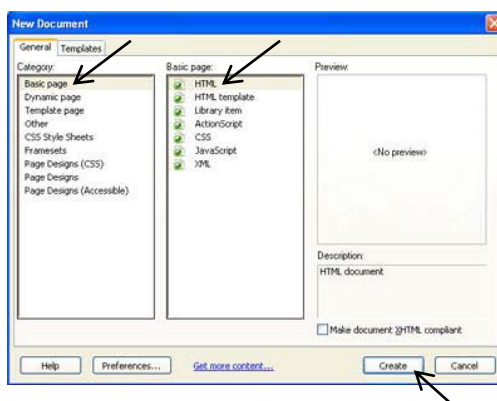 New Document
General Templates
Category:
Basic page
Dynamic page
Template page
Other
CSS Style Sheets
Framesets
Page Designs (CSS)
Page Designs
Page Designs (Accessible)
Basic page:
HTML
HTML template
Library item
ActionScript
CSS
JavaScript
XML
Preview:
<No preview>
Description:
HTML document
Make document XHTML compliant
Help Preferences... Get more content... Create Cancel